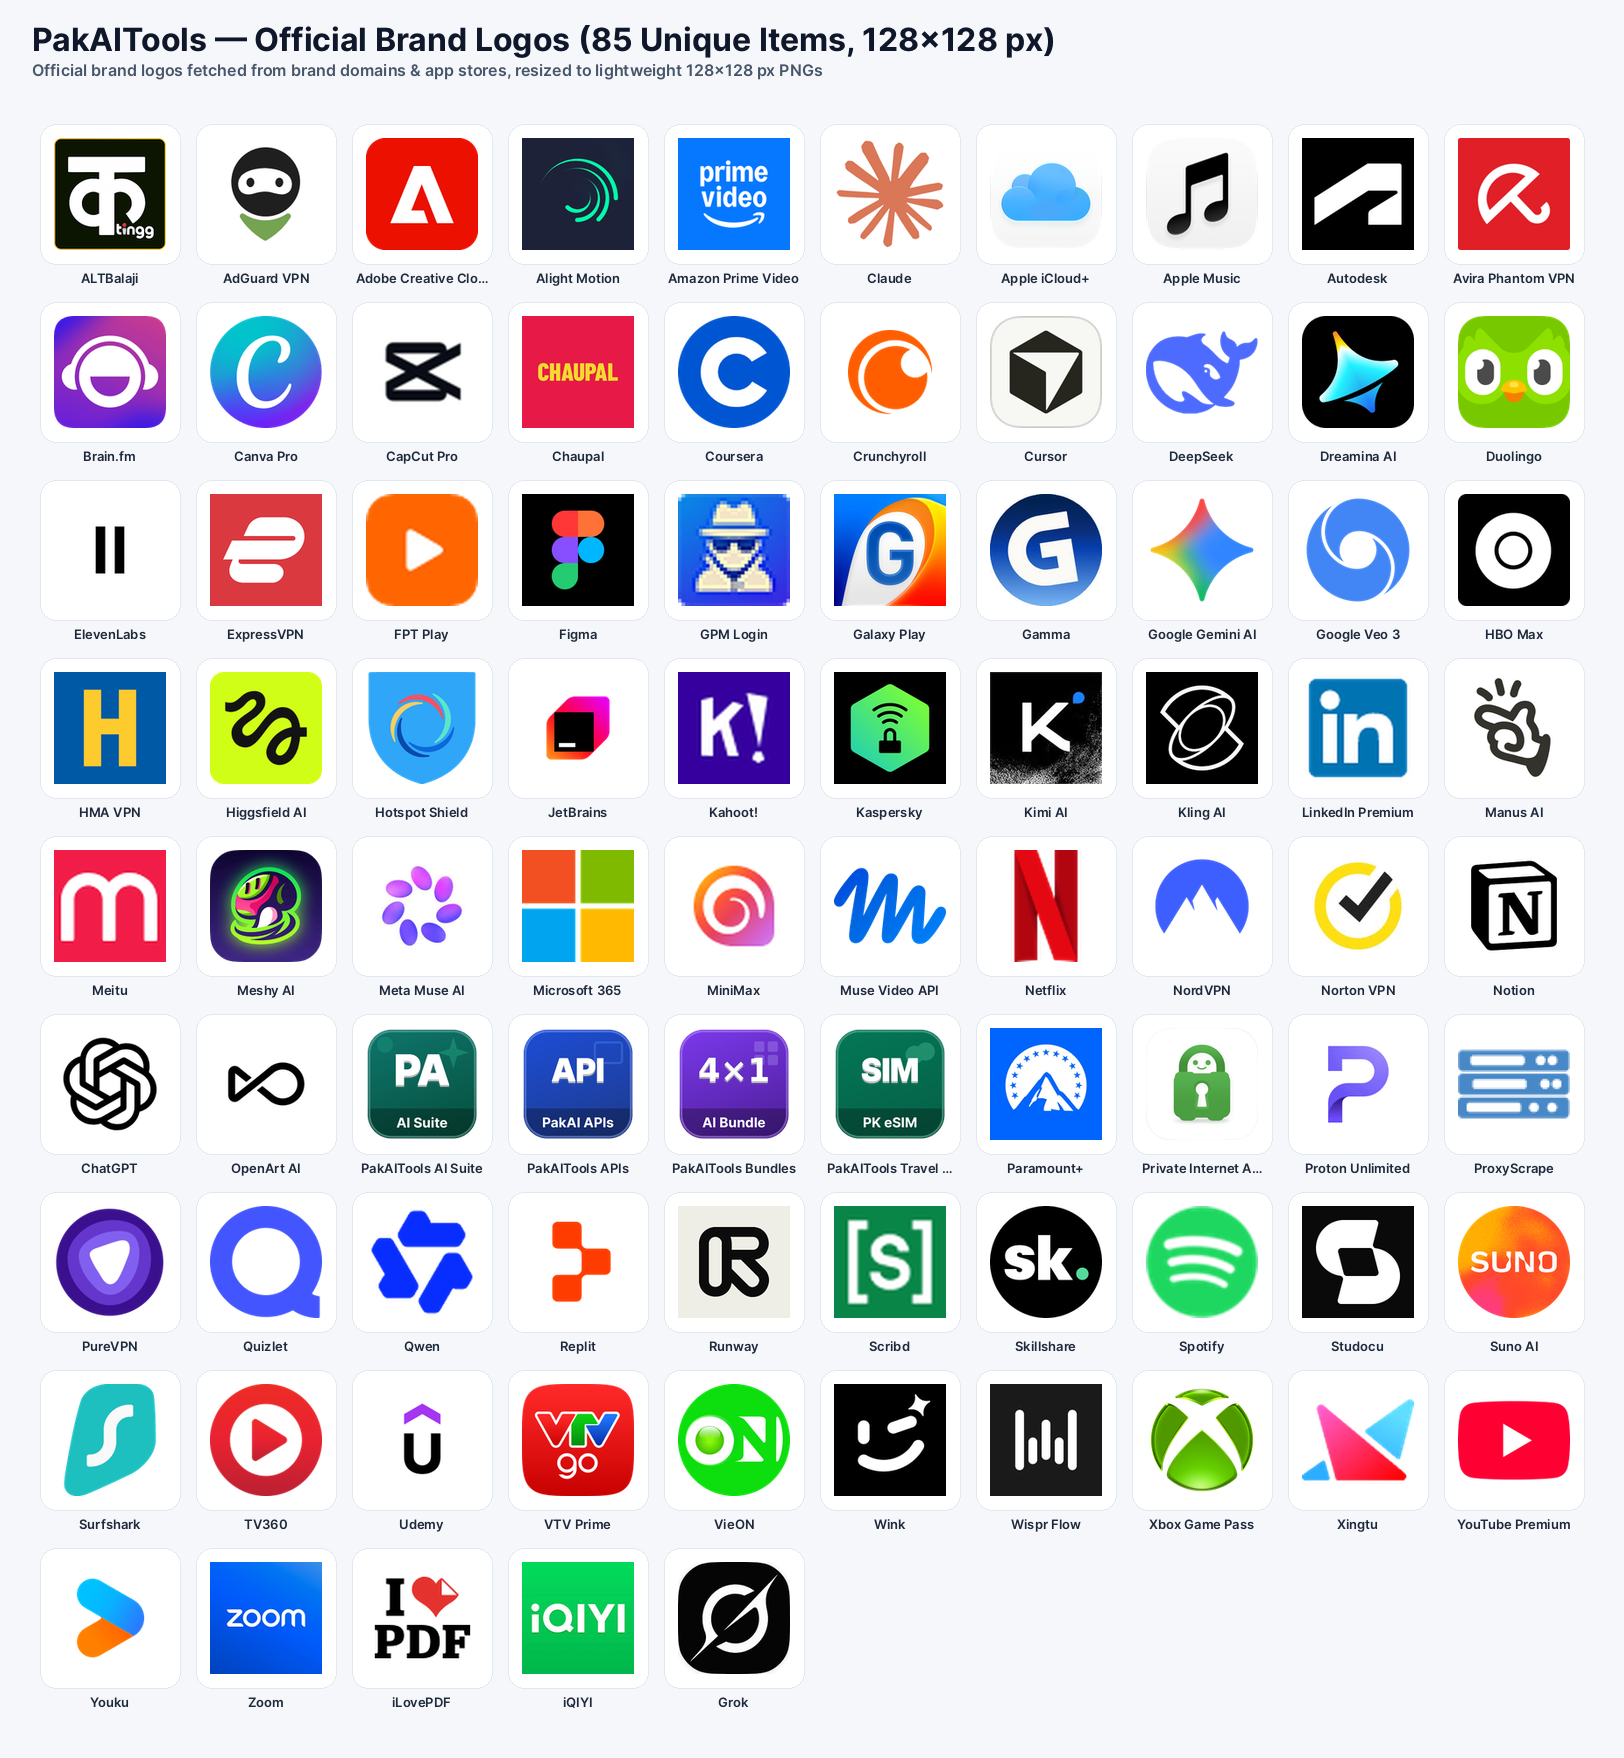 PakAITools — Official Brand Logos (85 Unique Items, 128×128 px)
Official brand logos fetched from brand domains & app stores, resized to lightweight 128×128 px PNGs
क
tingg
prime
video
ALTBalaji
AdGuard VPN
Adobe Creative Clo...
Alight Motion
Amazon Prime Video
Claude
Apple iCloud+
Apple Music
Autodesk
Avira Phantom VPN
C
CHAUPAL
C
Brain.fm
Canva Pro
CapCut Pro
Chaupal
Coursera
Crunchyroll
Cursor
DeepSeek
Dreamina AI
Duolingo
G
G
ElevenLabs
ExpressVPN
FPT Play
Figma
GPM Login
Galaxy Play
Gamma
Google Gemini AI
Google Veo 3
HBO Max
H
K!
K
in
HMA VPN
Higgsfield AI
Hotspot Shield
JetBrains
Kahoot!
Kaspersky
Kimi AI
Kling AI
LinkedIn Premium
Manus AI
m
N
N
Meitu
Meshy AI
Meta Muse AI
Microsoft 365
MiniMax
Muse Video API
Netflix
NordVPN
Norton VPN
Notion
PA
AI Suite
API
PakAI APIs
4×1
AI Bundle
SIM
PK eSIM
ChatGPT
OpenArt AI
PakAITools AI Suite
PakAITools APIs
PakAITools Bundles
PakAITools Travel ...
Paramount+
Private Internet A...
Proton Unlimited
ProxyScrape
R
[S]
sk.
SUNO
PureVPN
Quizlet
Qwen
Replit
Runway
Scribd
Skillshare
Spotify
Studocu
Suno AI
u
VTV
go
ON
Surfshark
TV360
Udemy
VTV Prime
VieON
Wink
Wispr Flow
Xbox Game Pass
Xingtu
YouTube Premium
zoom
I
PDF
iQIYI
Youku
Zoom
iLovePDF
iQIYI
Grok